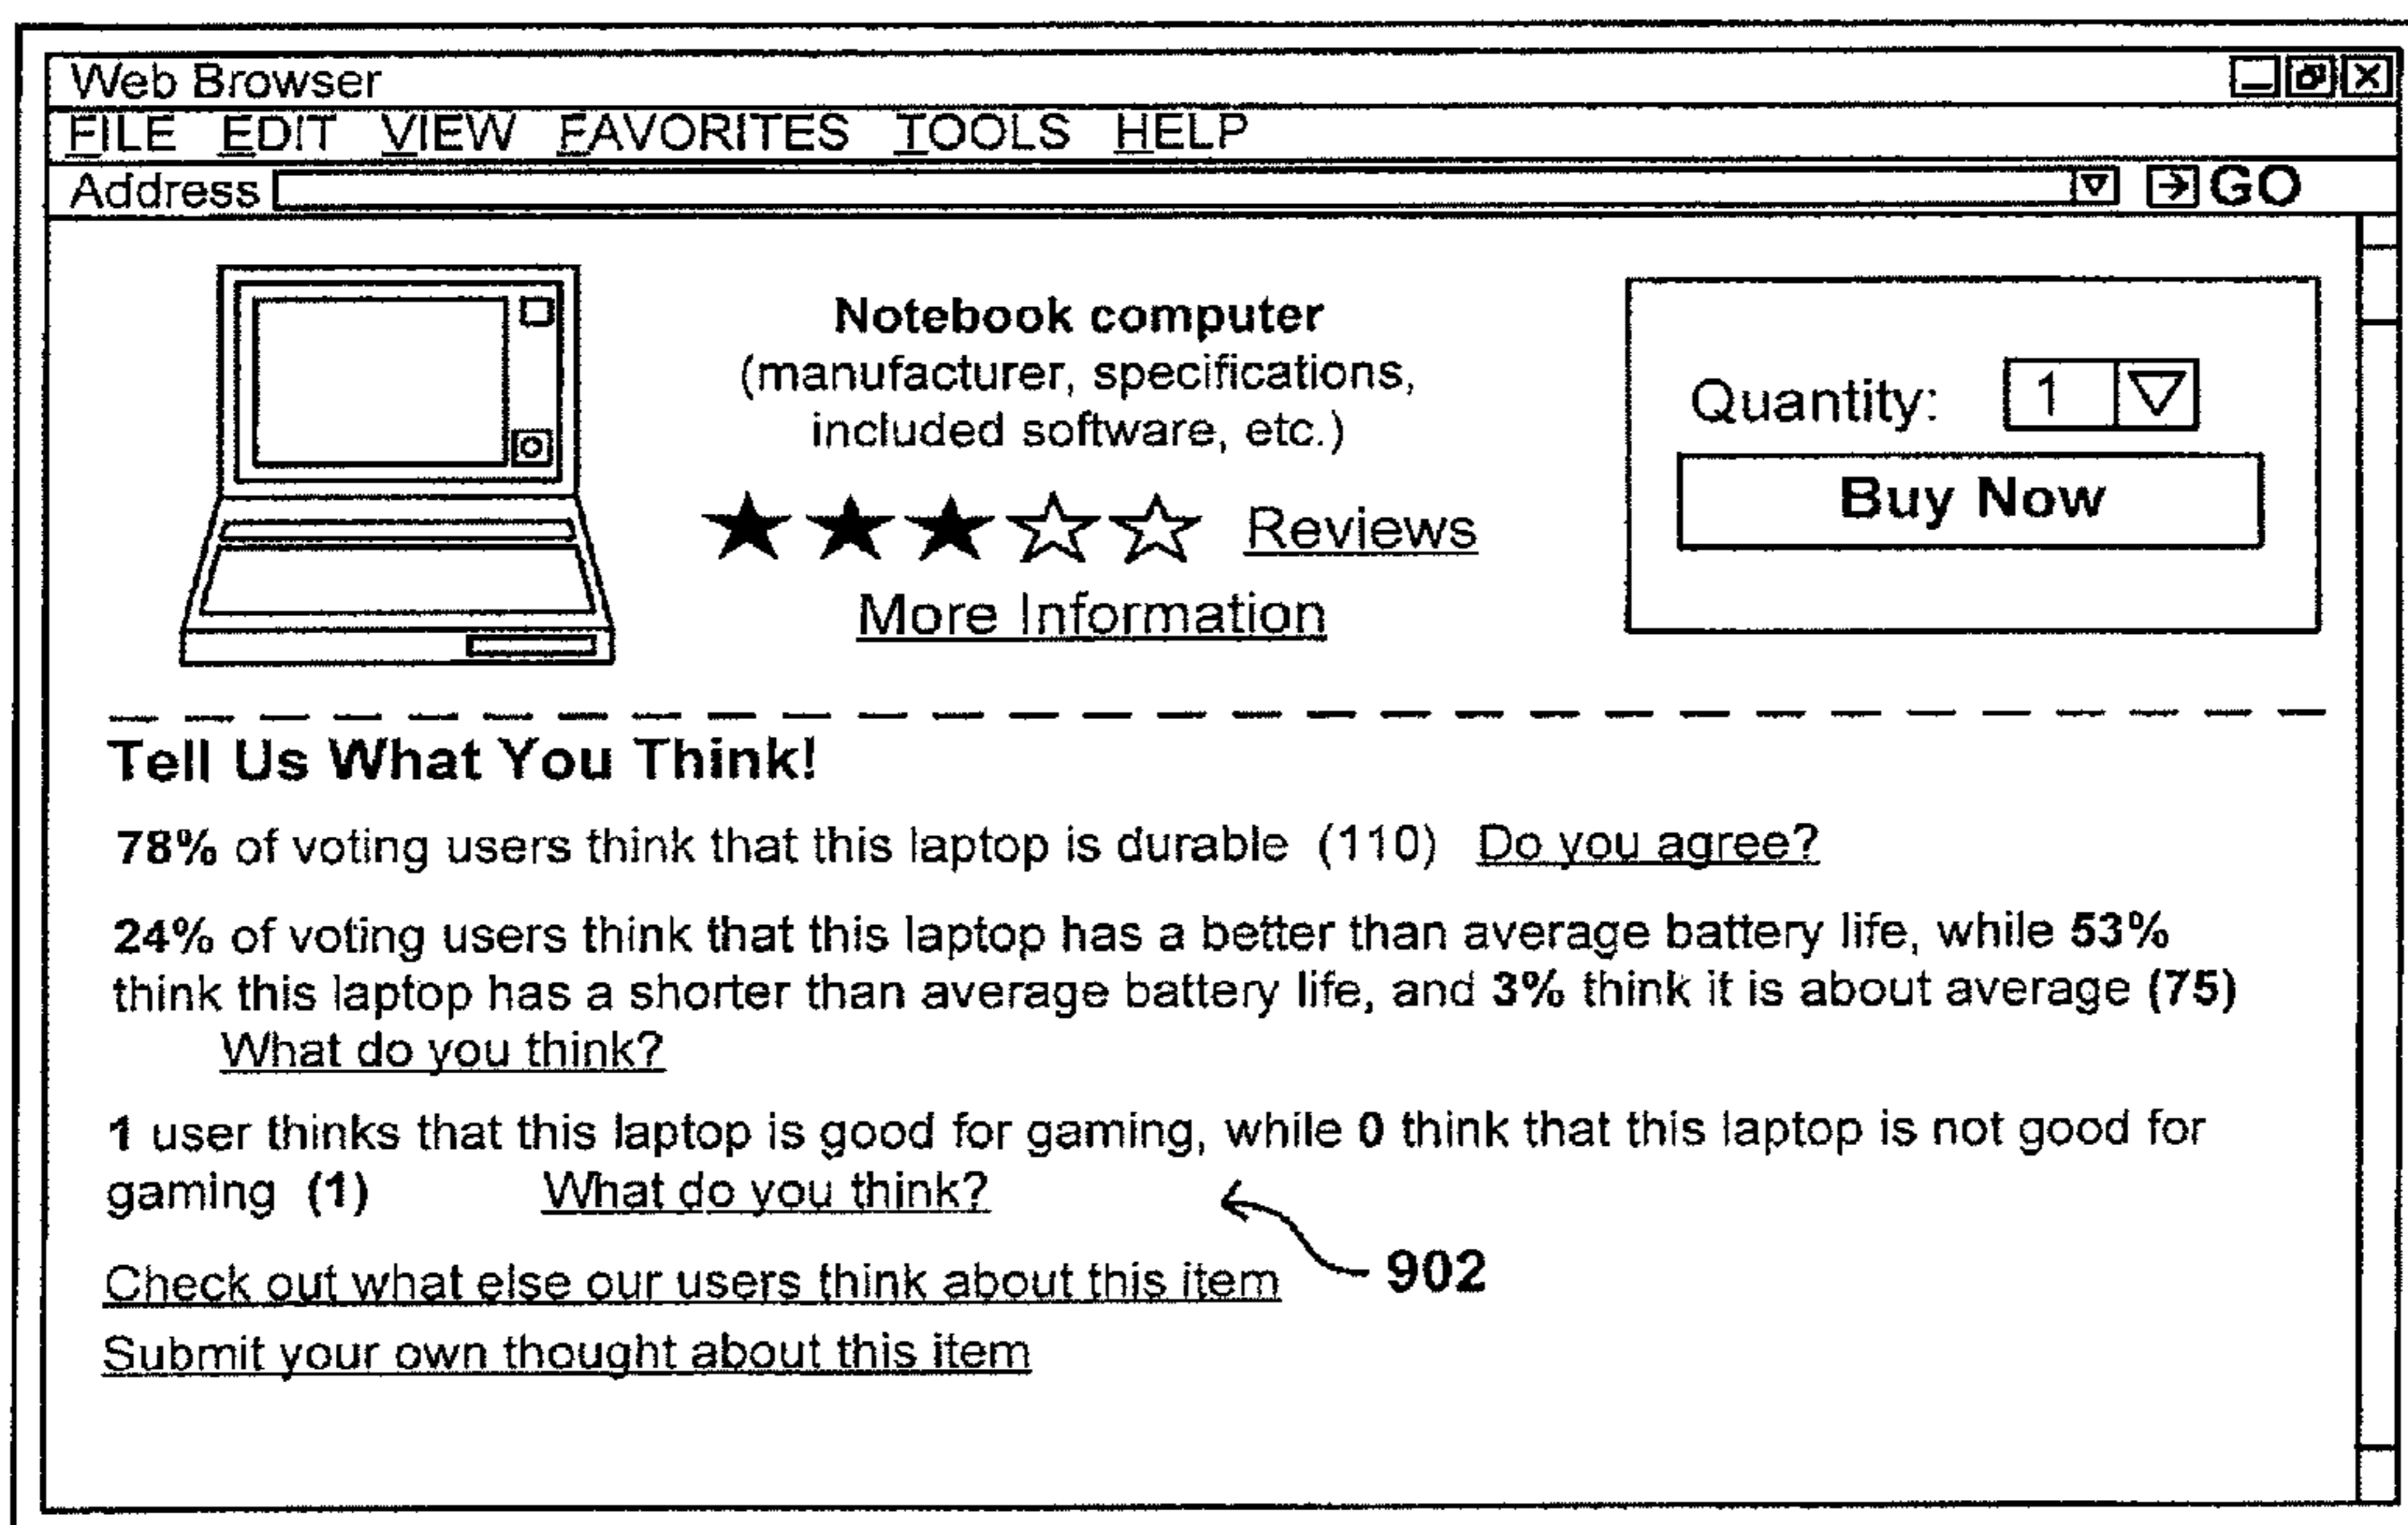 Web Browser
FILE EDIT VIEW FAVORITES TOOLS HELP
Address GO
Notebook computer
(manufacturer, specifications,
included software, etc.)
Reviews
More Information
Quantity: 1
Buy Now
Tell Us What You Think!
78% of voting users think that this laptop is durable (110) Do you agree?
24% of voting users think that this laptop has a better than average battery life, while 53%
think this laptop has a shorter than average battery life, and 3% think it is about average (75)
What do you think?
1 user thinks that this laptop is good for gaming, while 0 think that this laptop is not good for
gaming (1) What do you think?
902
Check out what else our users think about this item
Submit your own thought about this item